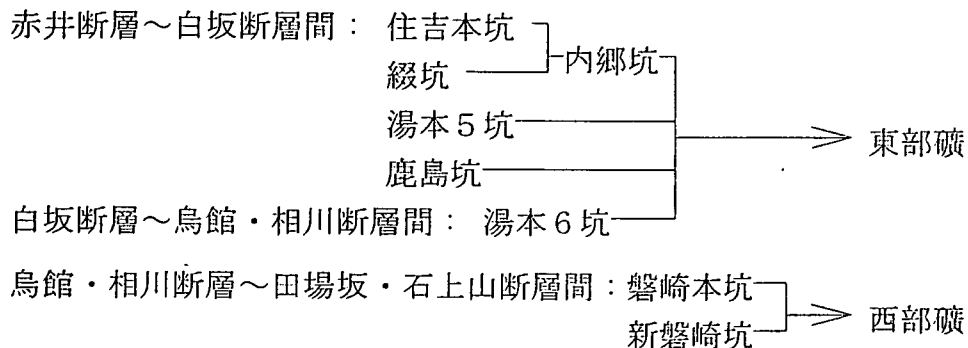 赤井断層～白坂断層間： 住吉本坑
綴坑
内郷坑
湯本５坑
鹿島坑
東部礦
白坂断層～鳥館・相川断層間： 湯本６坑
鳥館・相川断層～田場坂・石上山断層間：磐崎本坑
新磐崎坑
西部礦